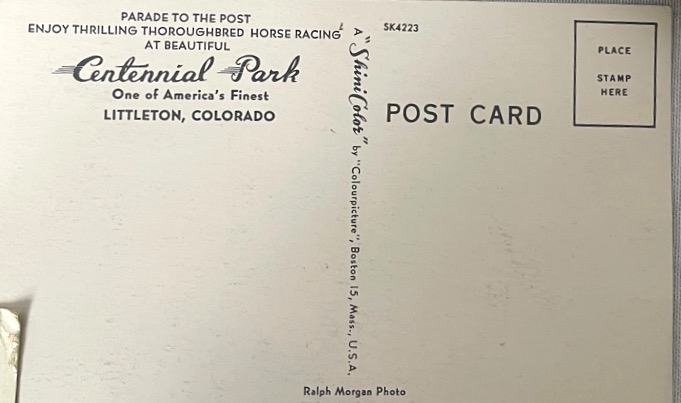 PARADE TO THE POST
ENJOY THRILLING THOROUGHBRED HORSE RACING
AT BEAUTIFUL
Centennial Park
One of America's Finest
LITTLETON, COLORADO
A "ShiniColor" by "Colourpicture", Boston 15, Mass., U.S.A.
SK4223
POST CARD
PLACE
STAMP
HERE
Ralph Morgan Photo